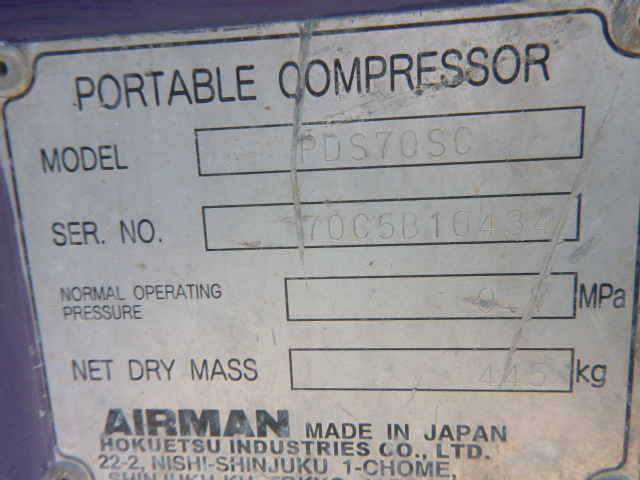 PORTABLE COMPRESSOR
MODEL PDS70SC
SER. NO. 70C5B10434
NORMAL OPERATING PRESSURE MPa
NET DRY MASS 445 kg
AIRMAN MADE IN JAPAN
HOKUETSU INDUSTRIES CO., LTD.
22-2, NISHI-SHINJUKU 1-CHOME,